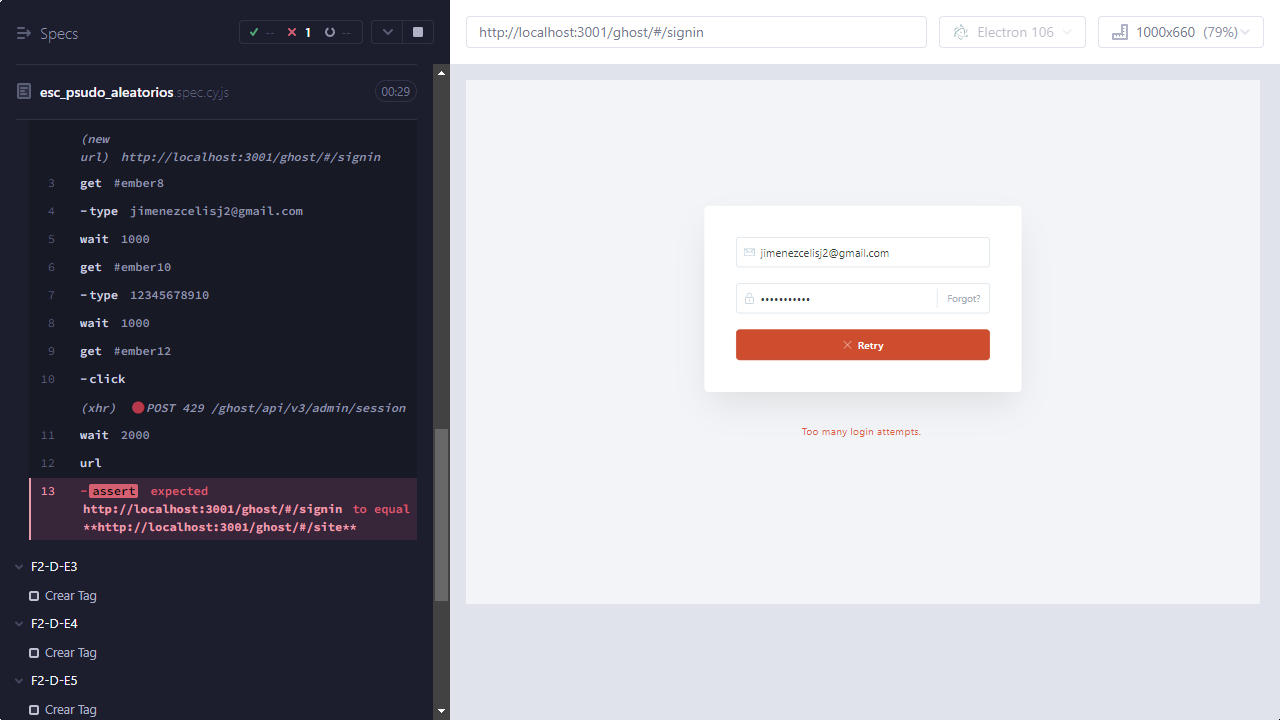 Specs
-- 1 --
http://localhost:3001/ghost/#/signin
Electron 106
1000x660 (79%)
esc_psudo_aleatorios.spec.cy.js
00:29
(new
url) http://localhost:3001/ghost/#/signin
3 get #ember8
4 -type jimenezcelisj2@gmail.com
5 wait 1000
6 get #ember10
7 -type 12345678910
8 wait 1000
9 get #ember12
10 -click
(xhr) POST 429 /ghost/api/v3/admin/session
11 wait 2000
12 url
13 -assert expected
http://localhost:3001/ghost/#/signin to equal
**http://localhost:3001/ghost/#/site**
F2-D-E3
Crear Tag
F2-D-E4
Crear Tag
F2-D-E5
Crear Tag
jimenezcelisj2@gmail.com
•••••••••••
Forgot?
Retry
Too many login attempts.